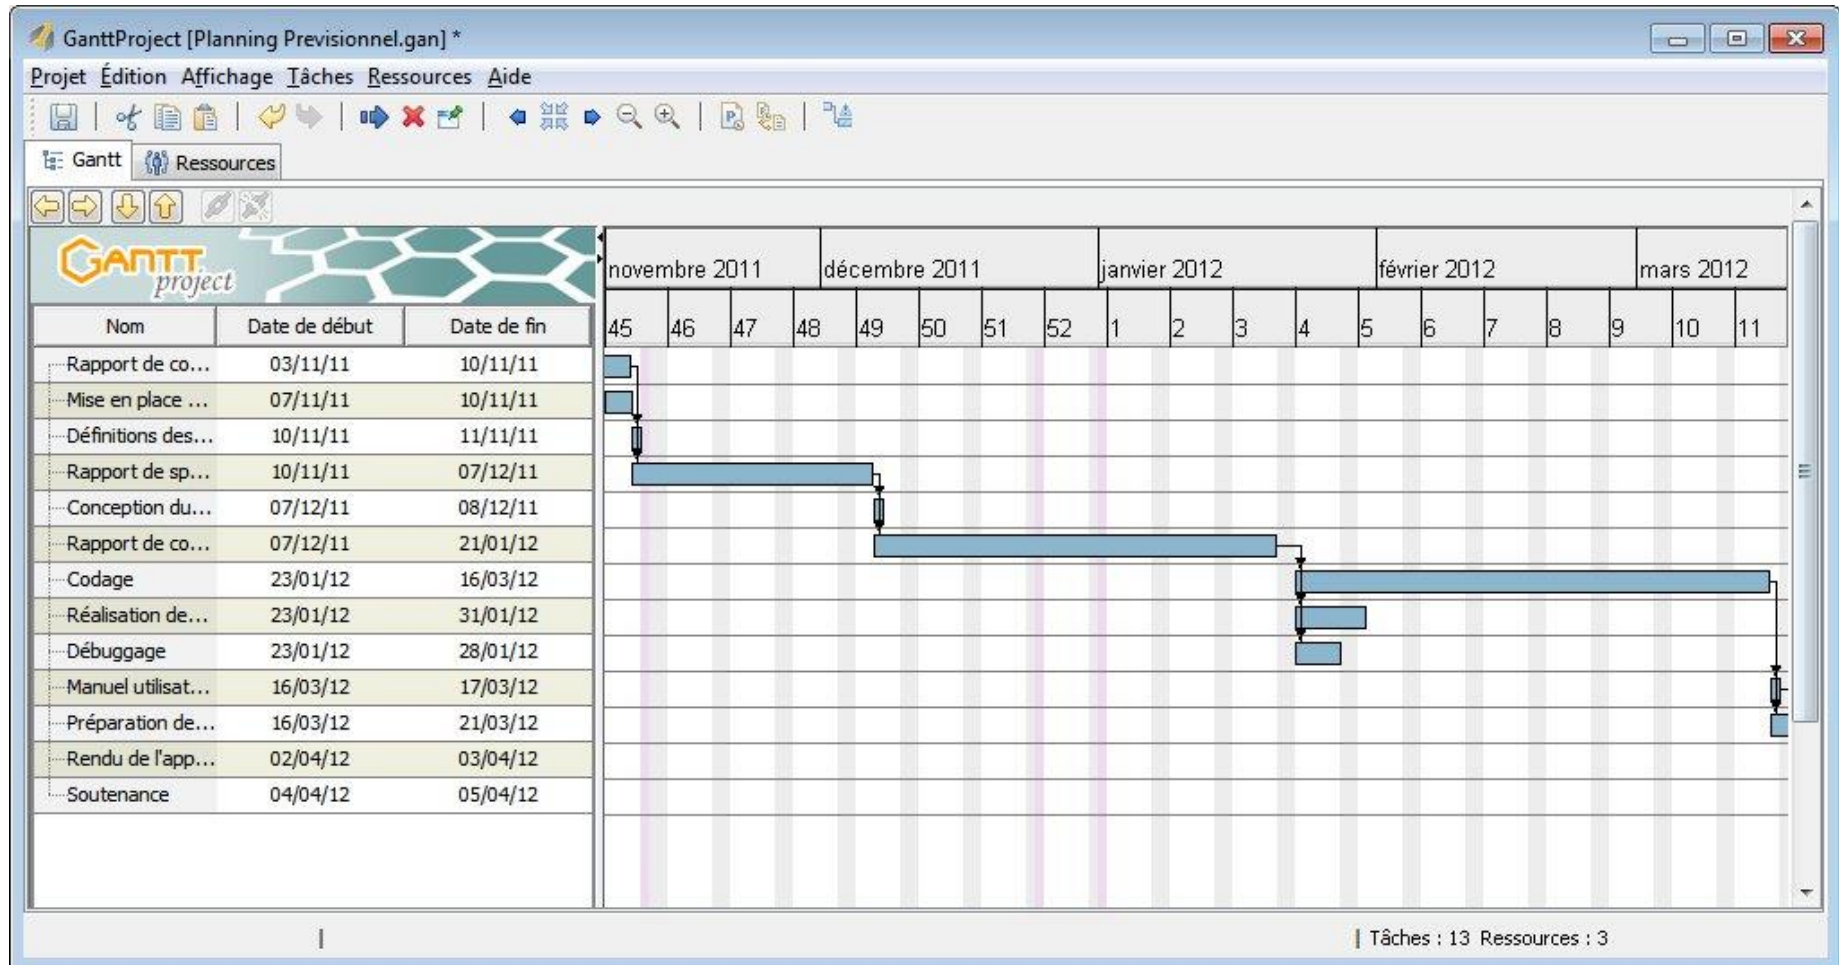 GanttProject [Planning Previsionnel.gan] *
Projet Édition Affichage Tâches Ressources Aide
Gantt Ressources
GANTT project
novembre 2011 décembre 2011 janvier 2012 février 2012 mars 2012
Nom Date de début Date de fin 45 46 47 48 49 50 51 52 1 2 3 4 5 6 7 8 9 10 11
Rapport de co... 03/11/11 10/11/11
Mise en place ... 07/11/11 10/11/11
Définitions des... 10/11/11 11/11/11
Rapport de sp... 10/11/11 07/12/11
Conception du... 07/12/11 08/12/11
Rapport de co... 07/12/11 21/01/12
Codage 23/01/12 16/03/12
Réalisation de... 23/01/12 31/01/12
Débuggage 23/01/12 28/01/12
Manuel utilisat... 16/03/12 17/03/12
Préparation de... 16/03/12 21/03/12
Rendu de l'app... 02/04/12 03/04/12
Soutenance 04/04/12 05/04/12
Tâches : 13 Ressources : 3